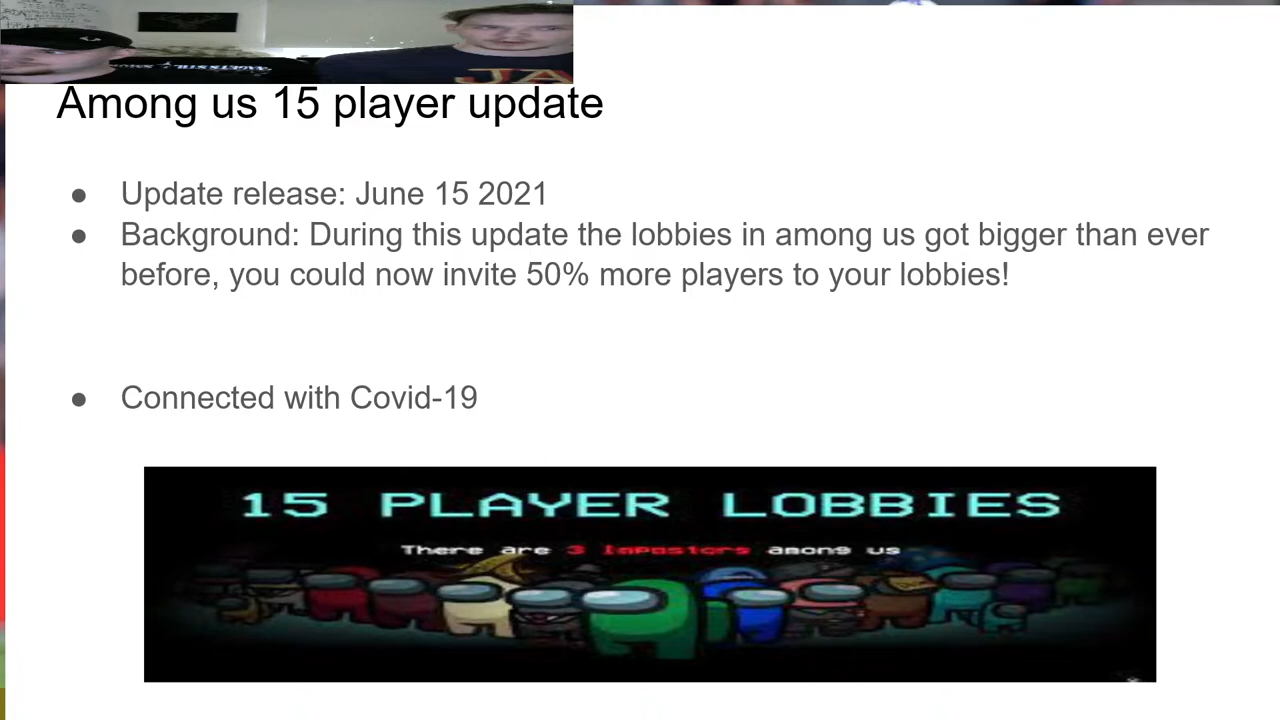 JA
Among us 15 player update
● Update release: June 15 2021
● Background: During this update the lobbies in among us got bigger than ever
before, you could now invite 50% more players to your lobbies!
● Connected with Covid-19
15 PLAYER LOBBIES
There are 3 Impostors among us